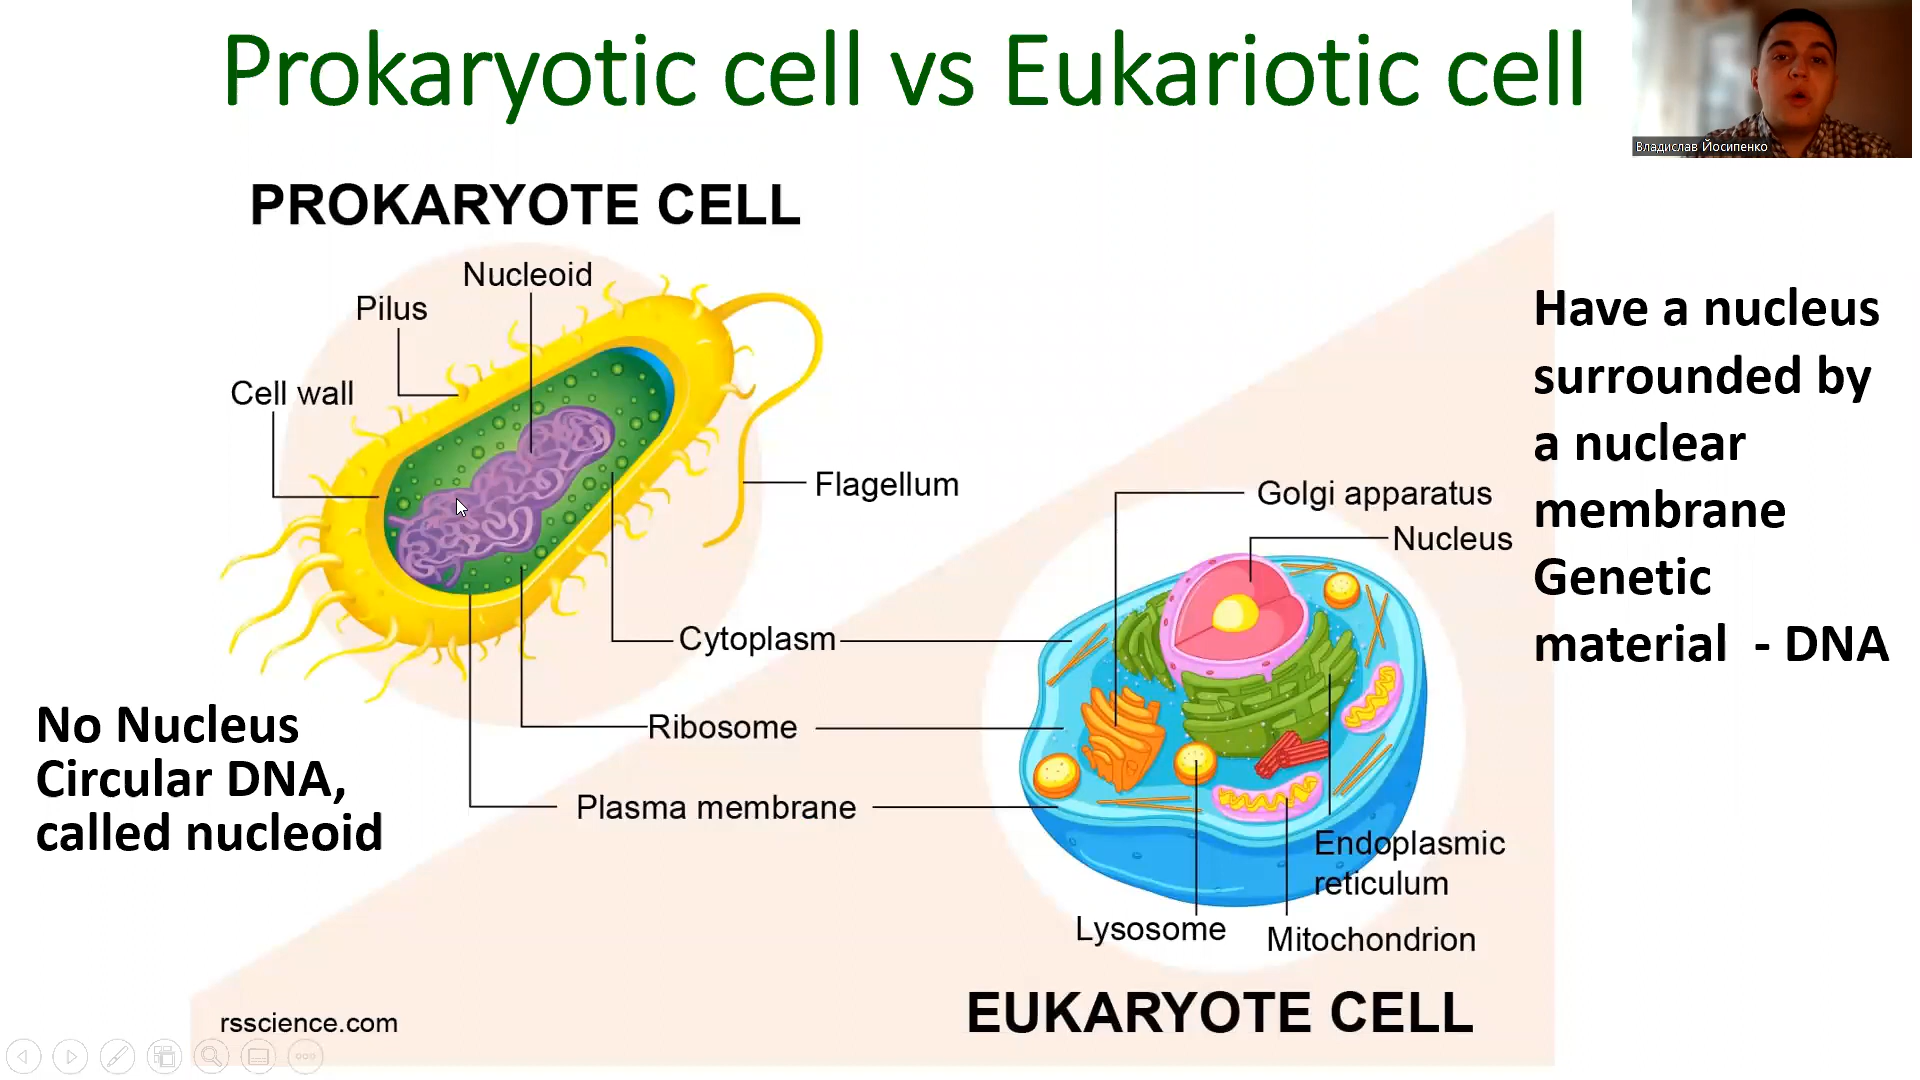 Prokaryotic cell vs Eukariotic cell
Владислав Йосипенко
PROKARYOTE CELL
Nucleoid
Pilus
Cell wall
Flagellum
Golgi apparatus
Nucleus
Cytoplasm
Ribosome
Plasma membrane
Endoplasmic
reticulum
Lysosome
Mitochondrion
EUKARYOTE CELL
Have a nucleus
surrounded by
a nuclear
membrane
Genetic
material - DNA
No Nucleus
Circular DNA,
called nucleoid
rsscience.com